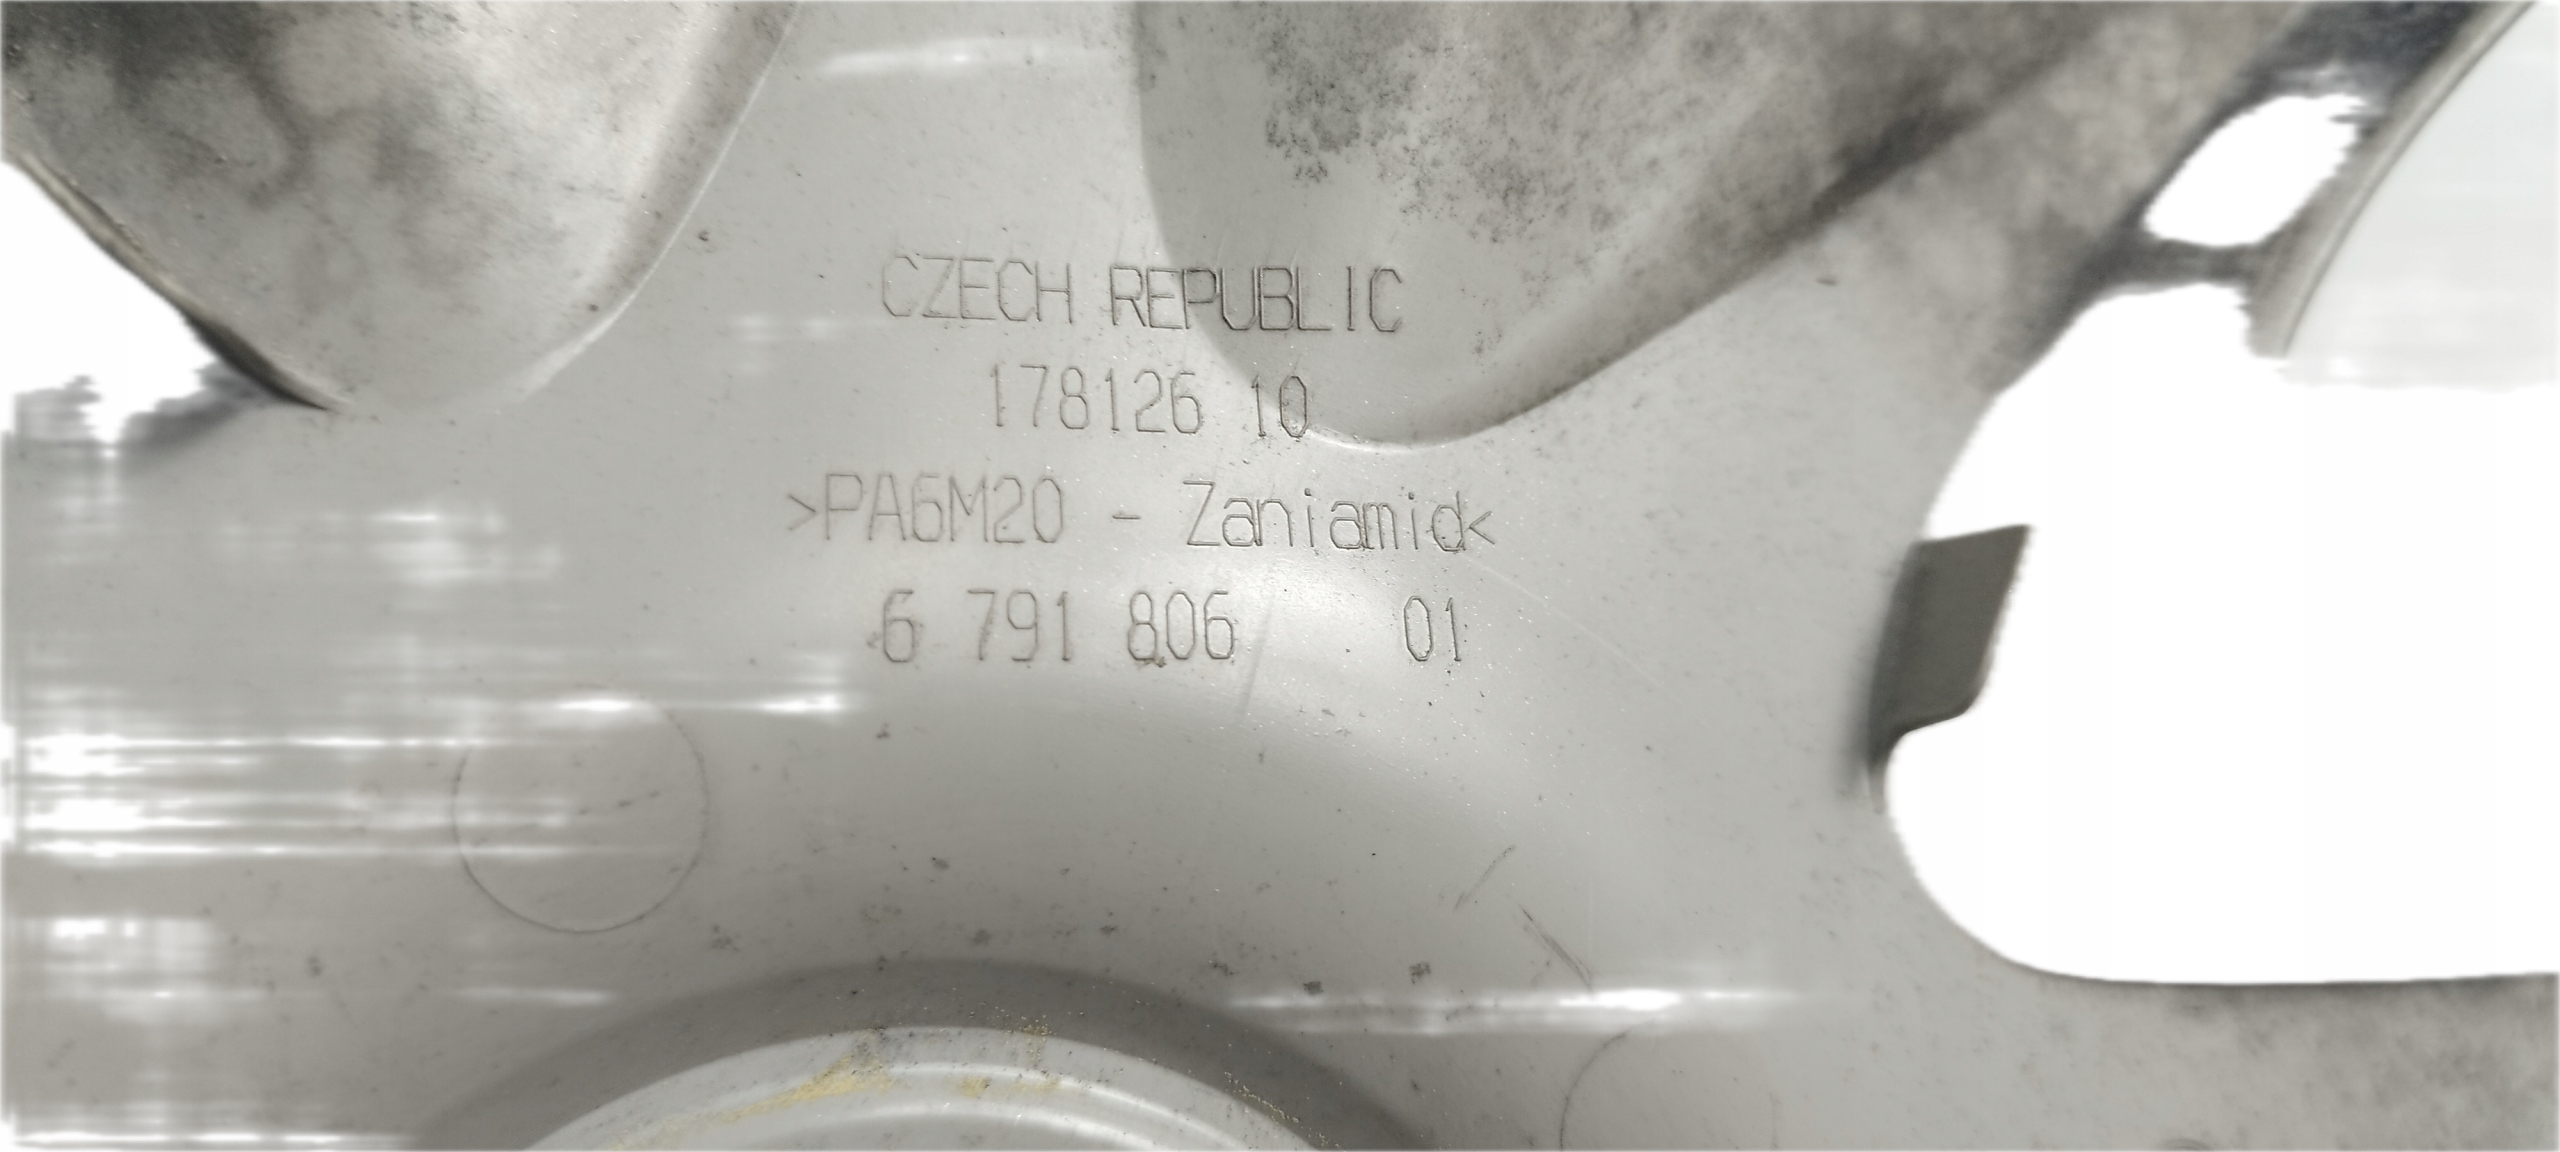 CZECH REPUBLIC
178126 10
>PA6M20 - Zaniamid<
6 791 806 01